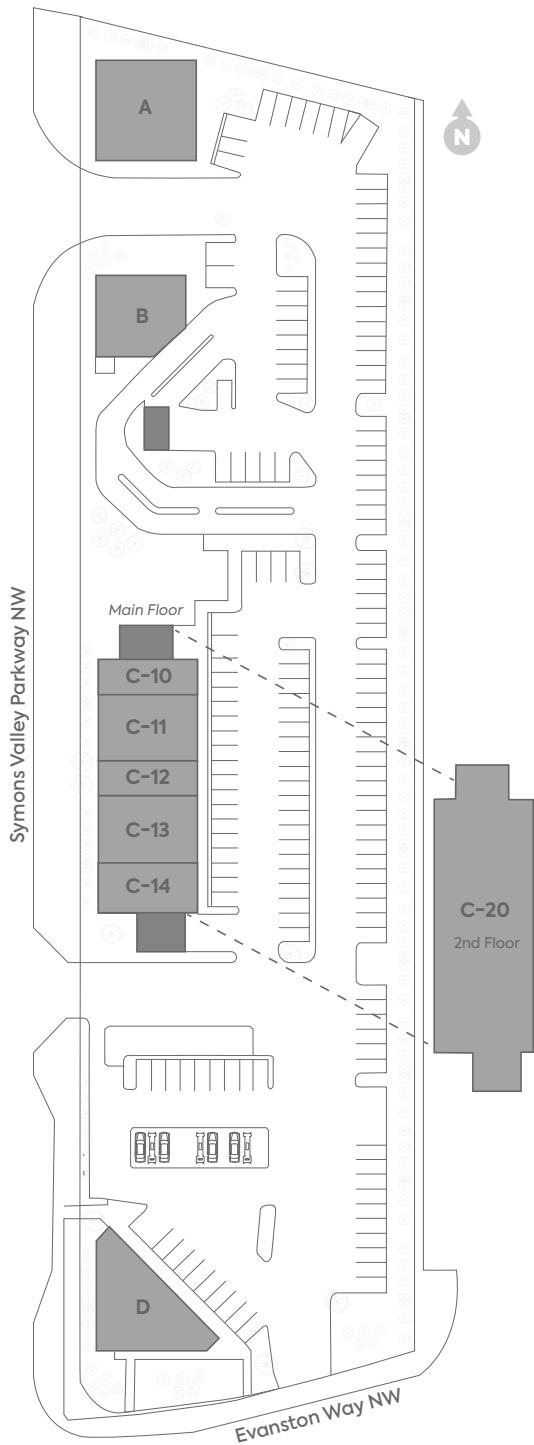 A
N
B
Symons Valley Parkway NW
Main Floor
C-10
C-11
C-12
C-13
C-14
C-20
2nd Floor
D
Evanston Way NW